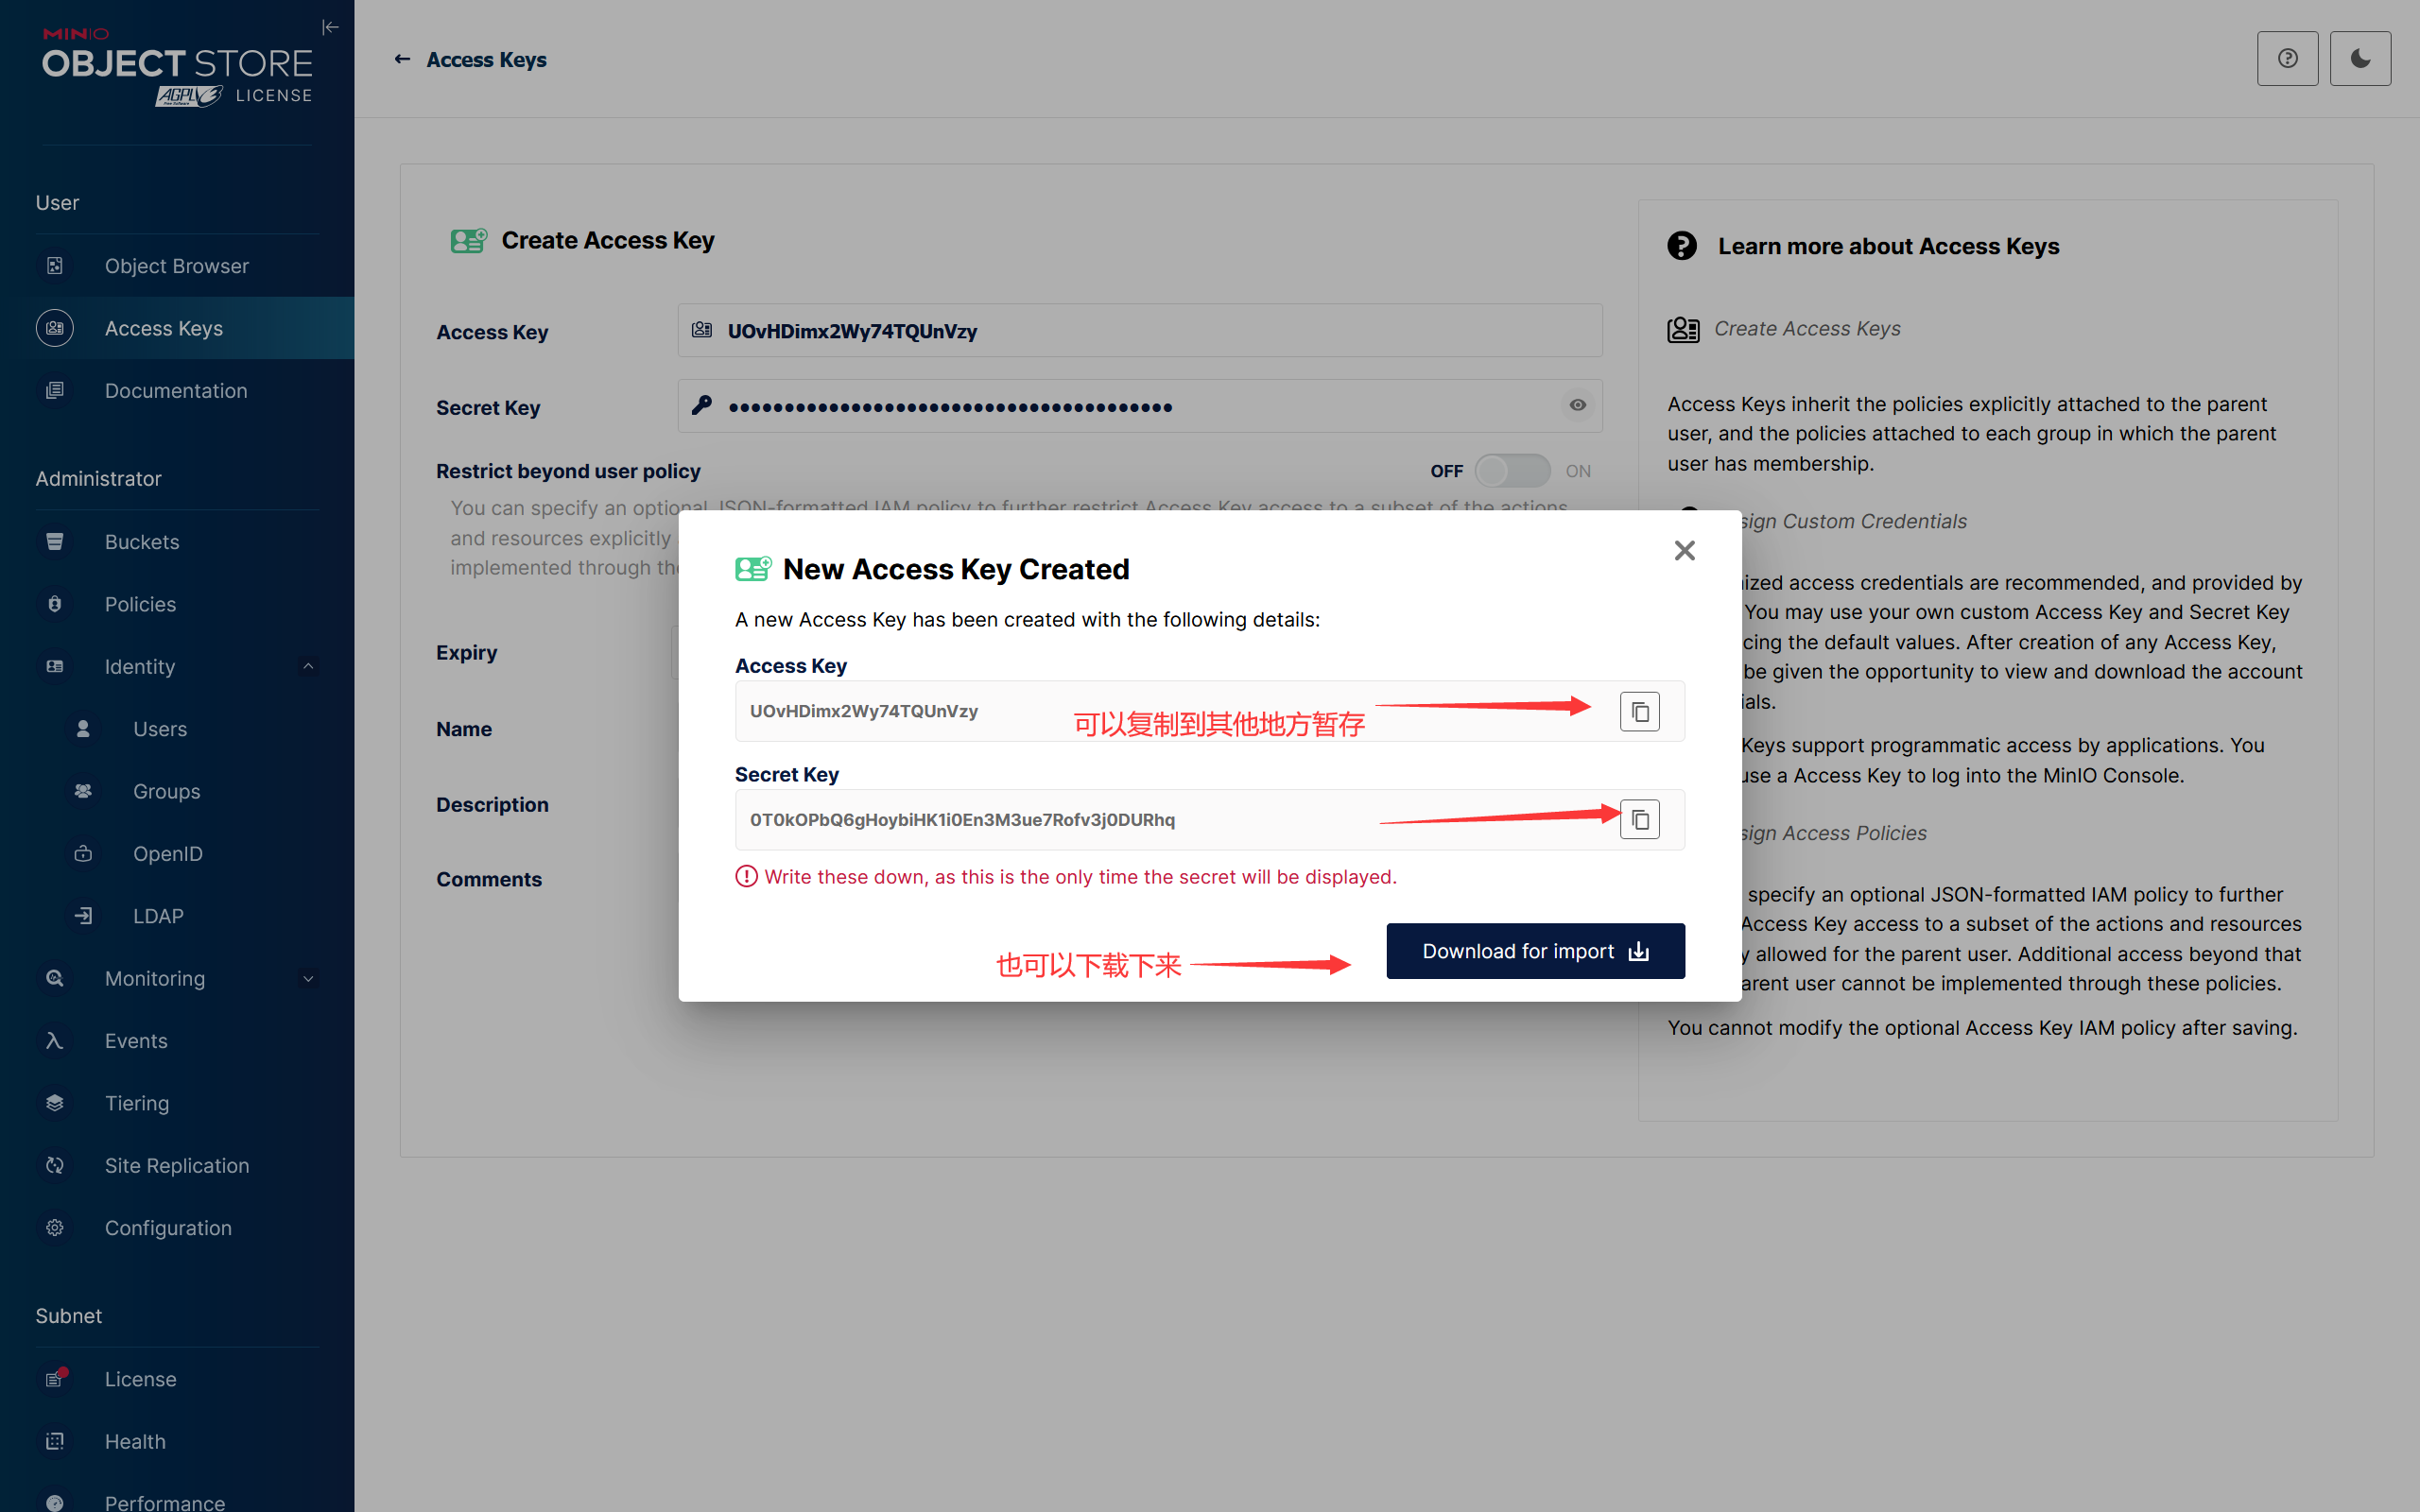 MINIO
OBJECT STORE
AGPL v3 LICENSE
Free Software
User
Object Browser
Access Keys
Documentation
Administrator
Buckets
Policies
Identity
Users
Groups
OpenID
LDAP
Monitoring
Events
Tiering
Site Replication
Configuration
Subnet
License
Health
Performance
Access Keys
Create Access Key
Access Key UOvHDimx2Wy74TQUnVzy
Secret Key
Restrict beyond user policy OFF ON
You can specify an optional JSON-formatted IAM policy to further restrict Access Key access to a subset of the actions
and resources explicitly
implemented through the
Expiry
Name
Description
Comments
New Access Key Created
A new Access Key has been created with the following details:
Access Key
UOvHDimx2Wy74TQUnVzy
可以复制到其他地方暂存
Secret Key
0T0kOPbQ6gHoybiHK1i0En3M3ue7Rofv3j0DURhq
Write these down, as this is the only time the secret will be displayed.
也可以下载下来
Download for import
Learn more about Access Keys
Create Access Keys
Access Keys inherit the policies explicitly attached to the parent
user, and the policies attached to each group in which the parent
user has membership.
sign Custom Credentials
ized access credentials are recommended, and provided by
You may use your own custom Access Key and Secret Key
cing the default values. After creation of any Access Key,
be given the opportunity to view and download the account
ials.
Keys support programmatic access by applications. You
use a Access Key to log into the MinIO Console.
sign Access Policies
specify an optional JSON-formatted IAM policy to further
Access Key access to a subset of the actions and resources
y allowed for the parent user. Additional access beyond that
arent user cannot be implemented through these policies.
You cannot modify the optional Access Key IAM policy after saving.